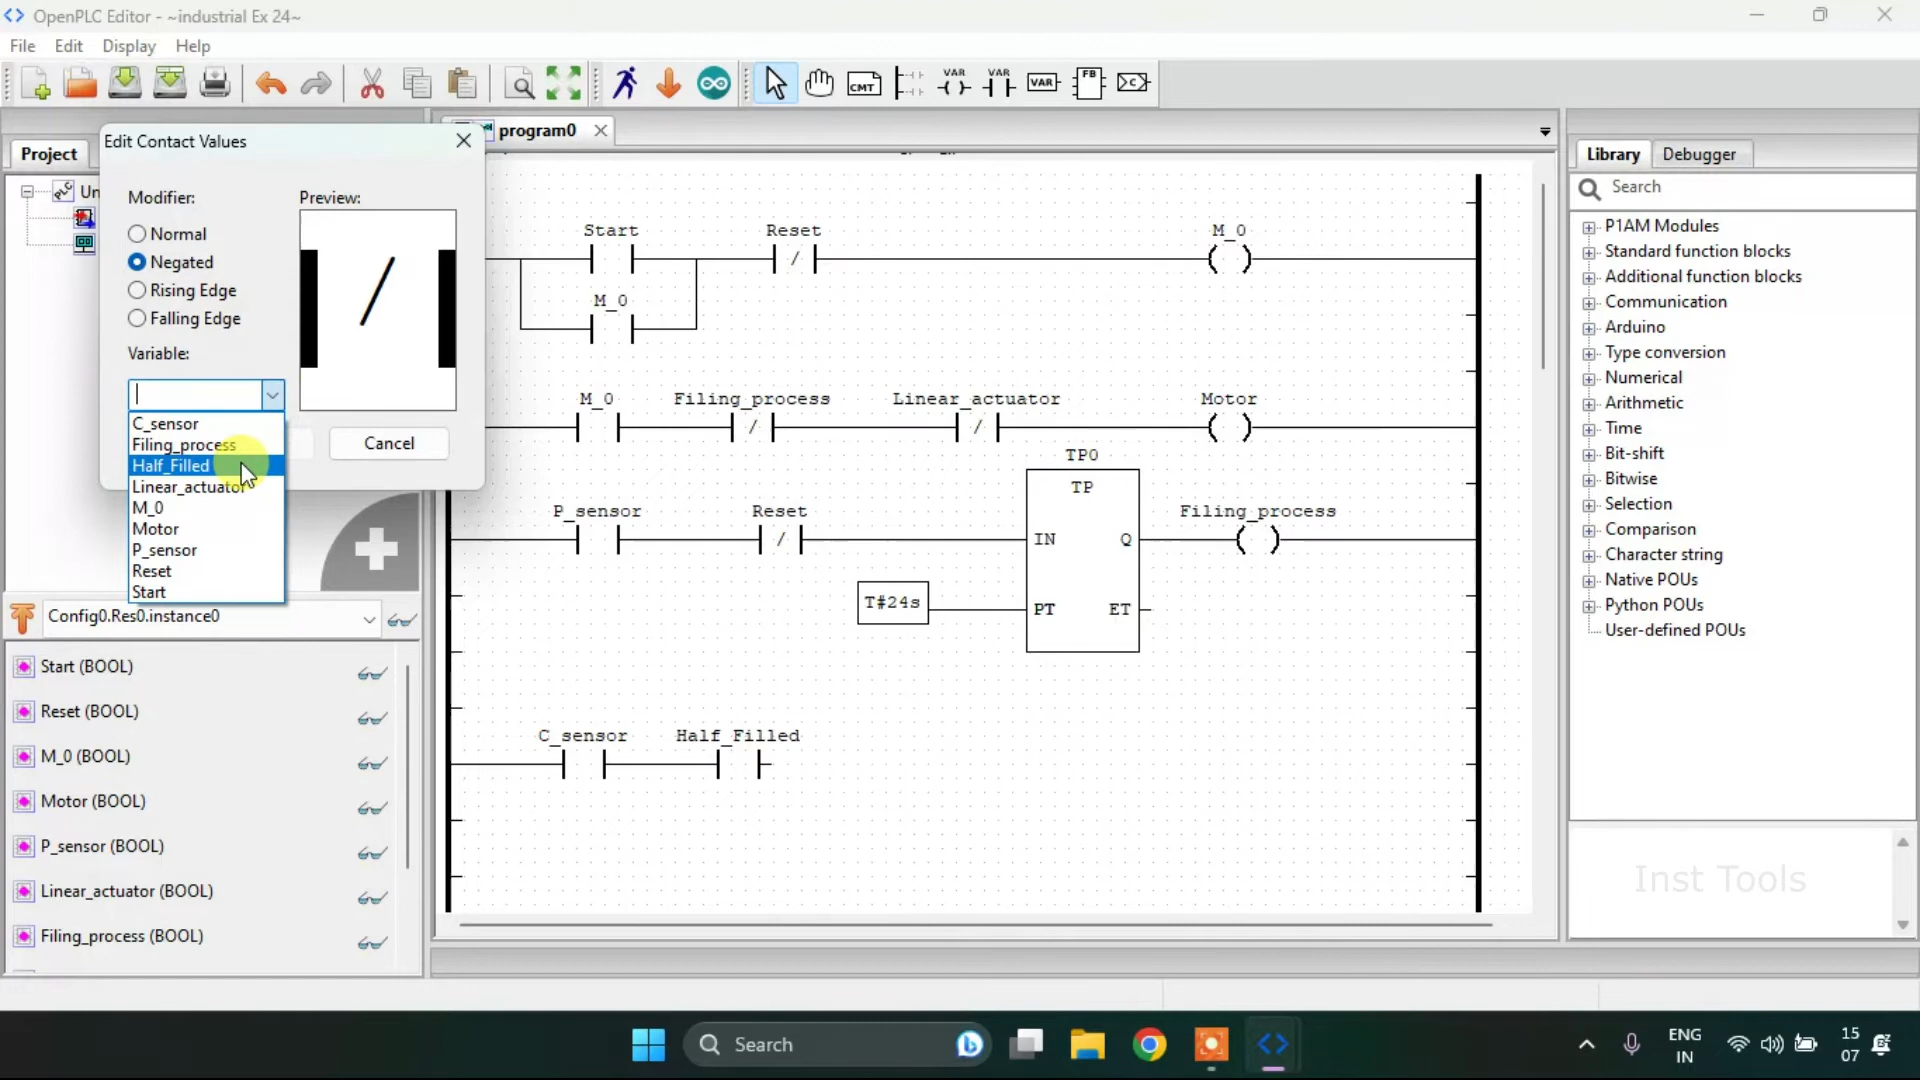 OpenPLC Editor - ~industrial Ex 24~
File Edit Display Help
CMT VAR VAR VAR FB
Project
Edit Contact Values
Modifier:
Normal
Negated
Rising Edge
Falling Edge
Variable:
C_sensor
Filing_process
Half_Filled
Linear_actuator
M_0
Motor
P_sensor
Reset
Start
Preview:
Cancel
Config0.Res0.instance0
Start (BOOL)
Reset (BOOL)
M_0 (BOOL)
Motor (BOOL)
P_sensor (BOOL)
Linear_actuator (BOOL)
Filing_process (BOOL)
program0
Start Reset M_0
M_0
M_0 Filing_process Linear_actuator Motor
TP0
TP
P_sensor Reset Filing_process
IN Q
T#24s
PT ET
C_sensor Half_Filled
Library Debugger
Search
P1AM Modules
Standard function blocks
Additional function blocks
Communication
Arduino
Type conversion
Numerical
Arithmetic
Time
Bit-shift
Bitwise
Selection
Comparison
Character string
Native POUs
Python POUs
User-defined POUs
Inst Tools
Search
ENG
IN
15
07